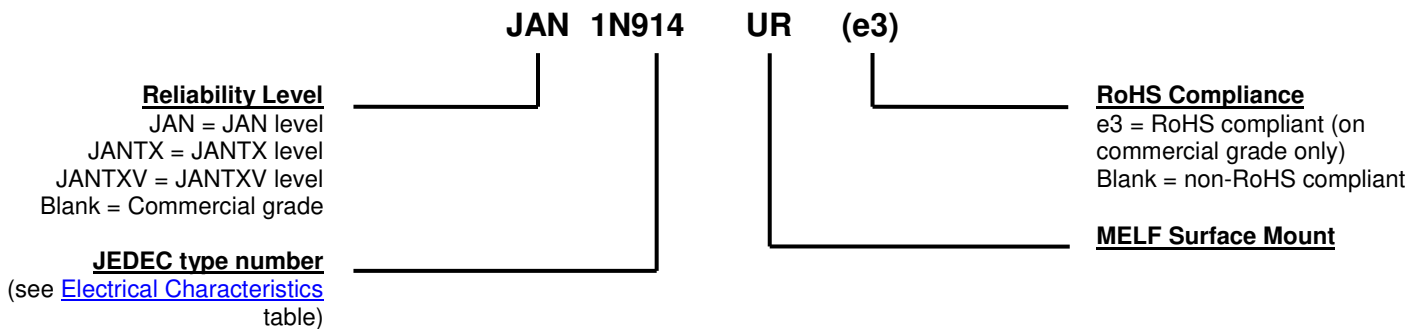 JAN 1N914 UR (e3)
Reliability Level
JAN = JAN level
JANTX = JANTX level
JANTXV = JANTXV level
Blank = Commercial grade
JEDEC type number
(see Electrical Characteristics
table)
RoHS Compliance
e3 = RoHS compliant (on
commercial grade only)
Blank = non-RoHS compliant
MELF Surface Mount